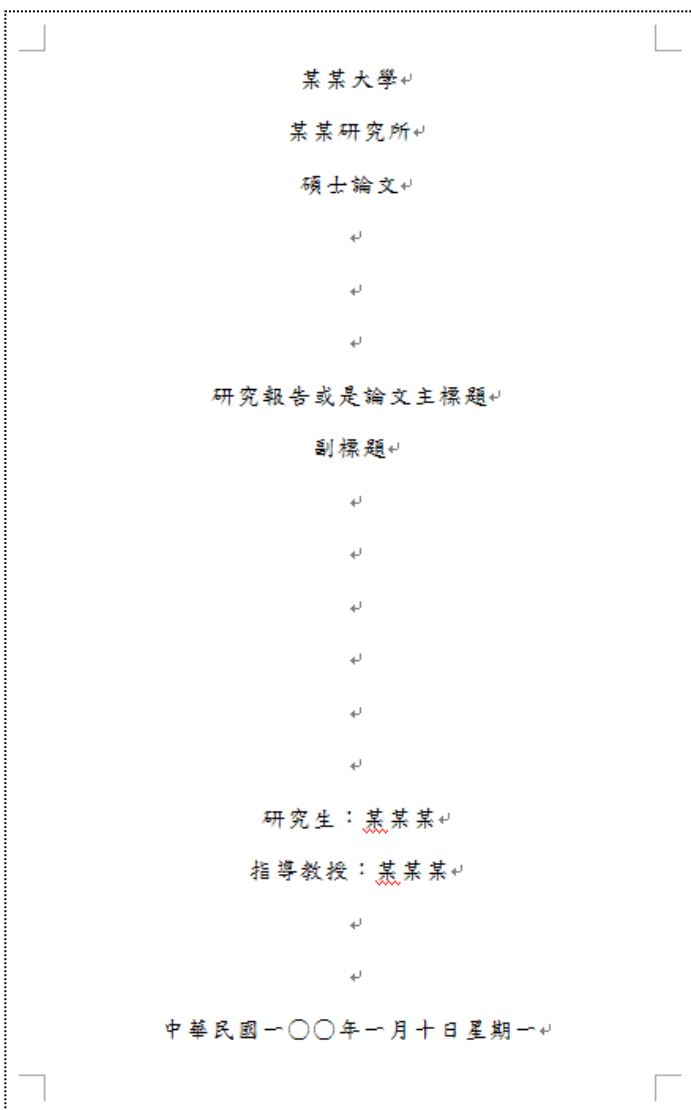 某某大學
某某研究所
碩士論文
研究報告或是論文主標題
副標題
研究生：某某某
指導教授：某某某
中華民國一〇〇年一月十日星期一